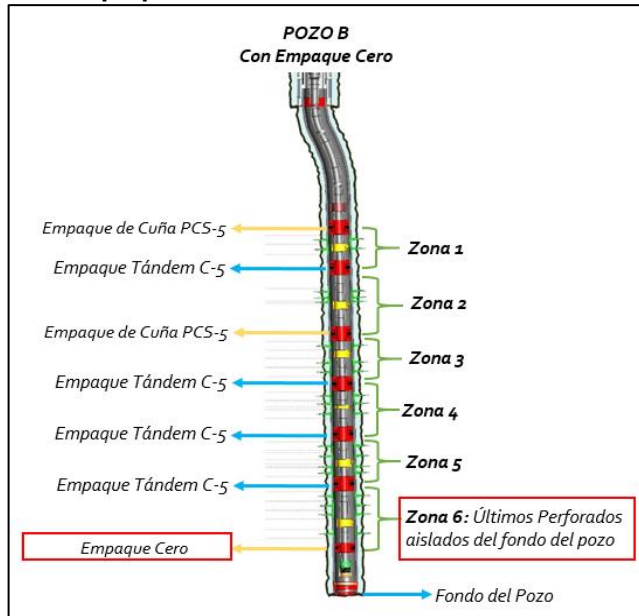 POZO B
Con Empaque Cero
Empaque de Cuña PCS-5
Zona 1
Empaque Tándem C-5
Zona 2
Empaque de Cuña PCS-5
Zona 3
Empaque Tándem C-5
Zona 4
Empaque Tándem C-5
Zona 5
Empaque Tándem C-5
Zona 6: Últimos Perforados
aislados del fondo del pozo
Empaque Cero
Fondo del Pozo